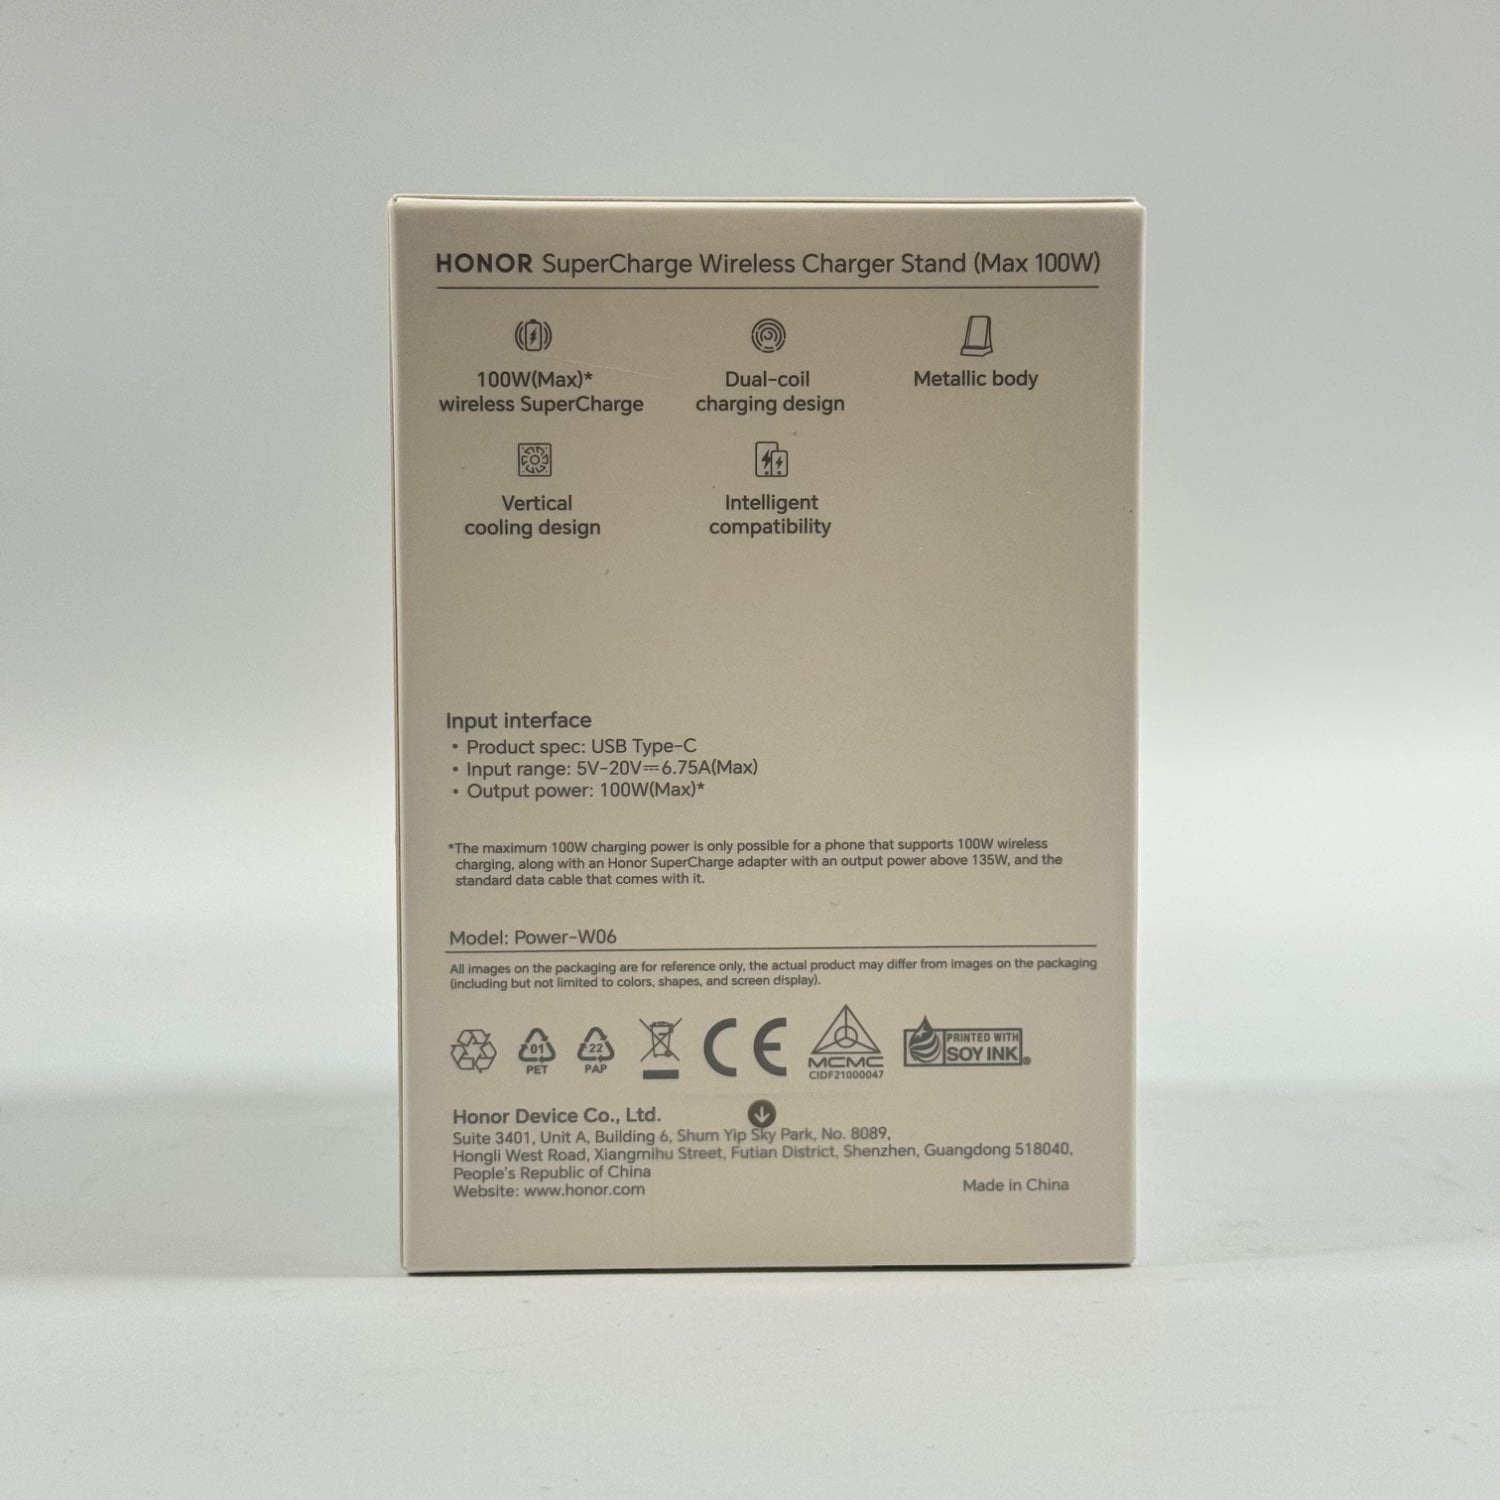 HONOR SuperCharge Wireless Charger Stand (Max 100W)
100W(Max)*
wireless SuperCharge
Dual-coil
charging design
Metallic body
Vertical
cooling design
Intelligent
compatibility
Input interface
• Product spec: USB Type-C
• Input range: 5V-20V⎓6.75A(Max)
• Output power: 100W(Max)*
*The maximum 100W charging power is only possible for a phone that supports 100W wireless
charging, along with an Honor SuperCharge adapter with an output power above 135W, and the
standard data cable that comes with it.
Model: Power-W06
All images on the packaging are for reference only, the actual product may differ from images on the packaging
(including but not limited to colors, shapes, and screen display).
01
PET
22
PAP
CE
MCMC
CIDF21000047
PRINTED WITH
SOY INK
Honor Device Co., Ltd.
Suite 3401, Unit A, Building 6, Shum Yip Sky Park, No. 8089,
Hongli West Road, Xiangmihu Street, Futian District, Shenzhen, Guangdong 518040,
People's Republic of China
Website: www.honor.com
Made in China